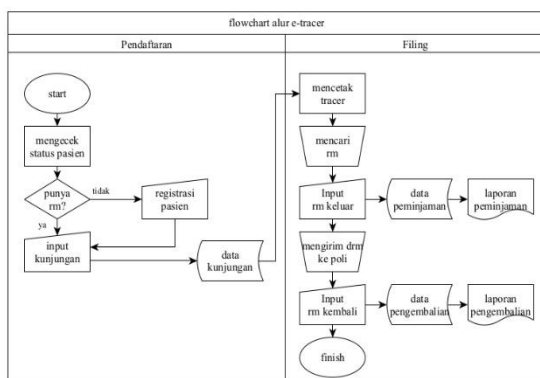 flowchart alur e-tracer
Pendaftaran
Filing
start
mengecek
status pasien
punya
rm?
tidak
ya
registrasi
pasien
input
kunjungan
data
kunjungan
mencetak
tracer
mencari
rm
Input
rm keluar
data
peminjaman
laporan
peminjaman
mengirim drm
ke poli
Input
rm kembali
data
pengembalian
laporan
pengembalian
finish